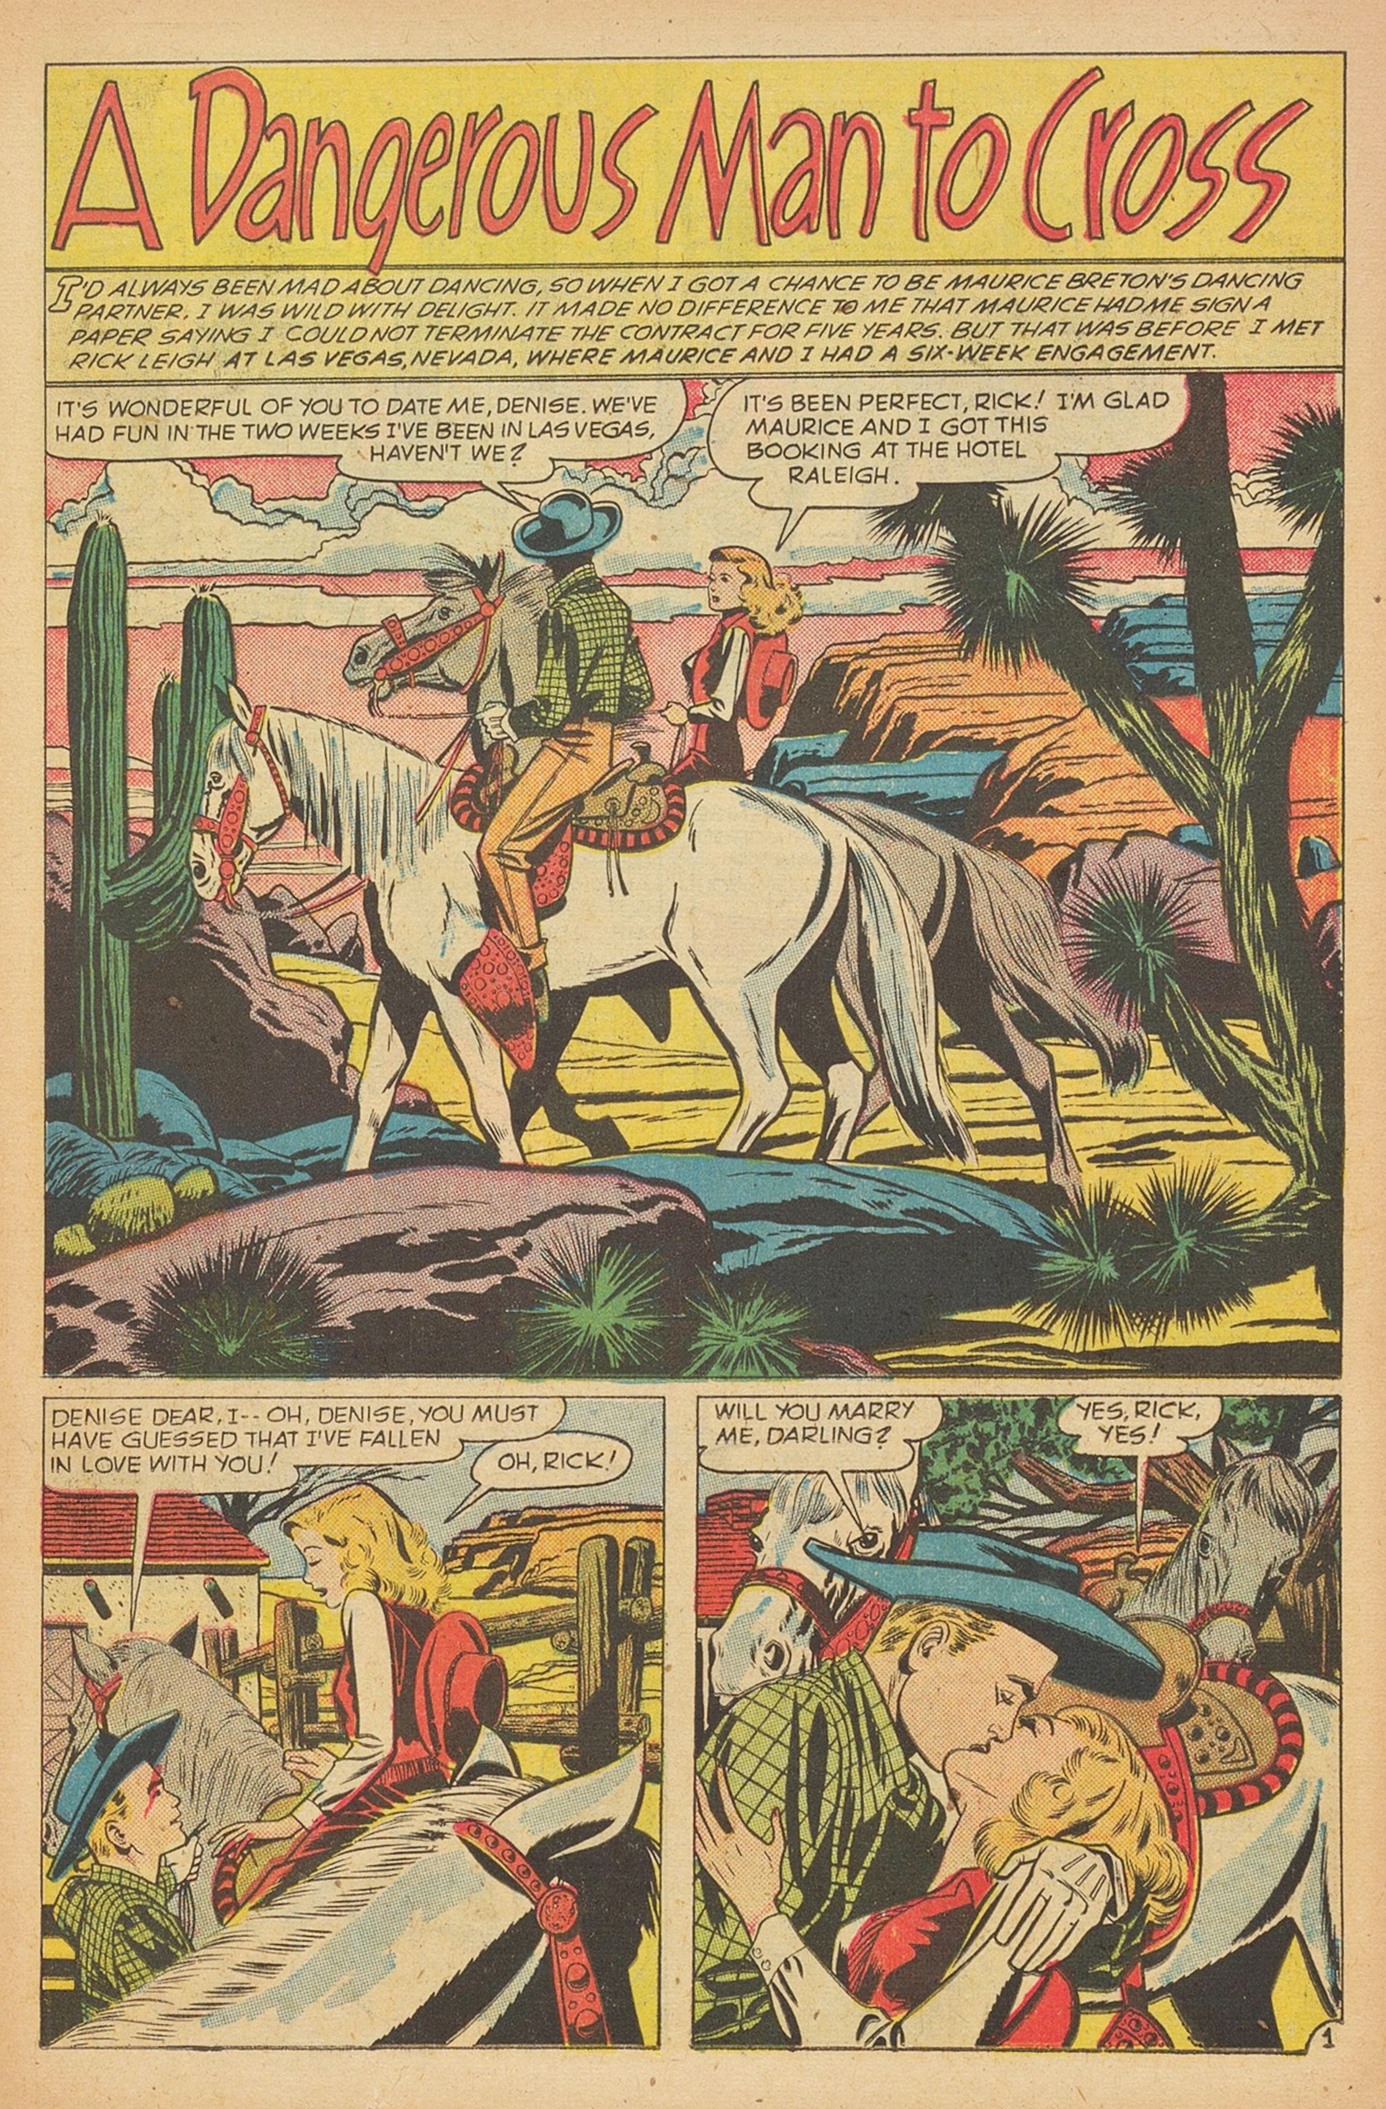 A Dangerous Man to Cross
I'D ALWAYS BEEN MAD ABOUT DANCING, SO WHEN I GOT A CHANCE TO BE MAURICE BRETON'S DANCING
PARTNER, I WAS WILD WITH DELIGHT. IT MADE NO DIFFERENCE TO ME THAT MAURICE HAD ME SIGN A
PAPER SAYING I COULD NOT TERMINATE THE CONTRACT FOR FIVE YEARS. BUT THAT WAS BEFORE I MET
RICK LEIGH AT LAS VEGAS, NEVADA, WHERE MAURICE AND I HAD A SIX-WEEK ENGAGEMENT.
IT'S WONDERFUL OF YOU TO DATE ME, DENISE. WE'VE
HAD FUN IN THE TWO WEEKS I'VE BEEN IN LAS VEGAS,
HAVEN'T WE?
IT'S BEEN PERFECT, RICK! I'M GLAD
MAURICE AND I GOT THIS
BOOKING AT THE HOTEL
RALEIGH.
DENISE DEAR, I-- OH, DENISE, YOU MUST
HAVE GUESSED THAT I'VE FALLEN
IN LOVE WITH YOU!
OH, RICK!
WILL YOU MARRY
ME, DARLING?
YES, RICK,
YES!
1